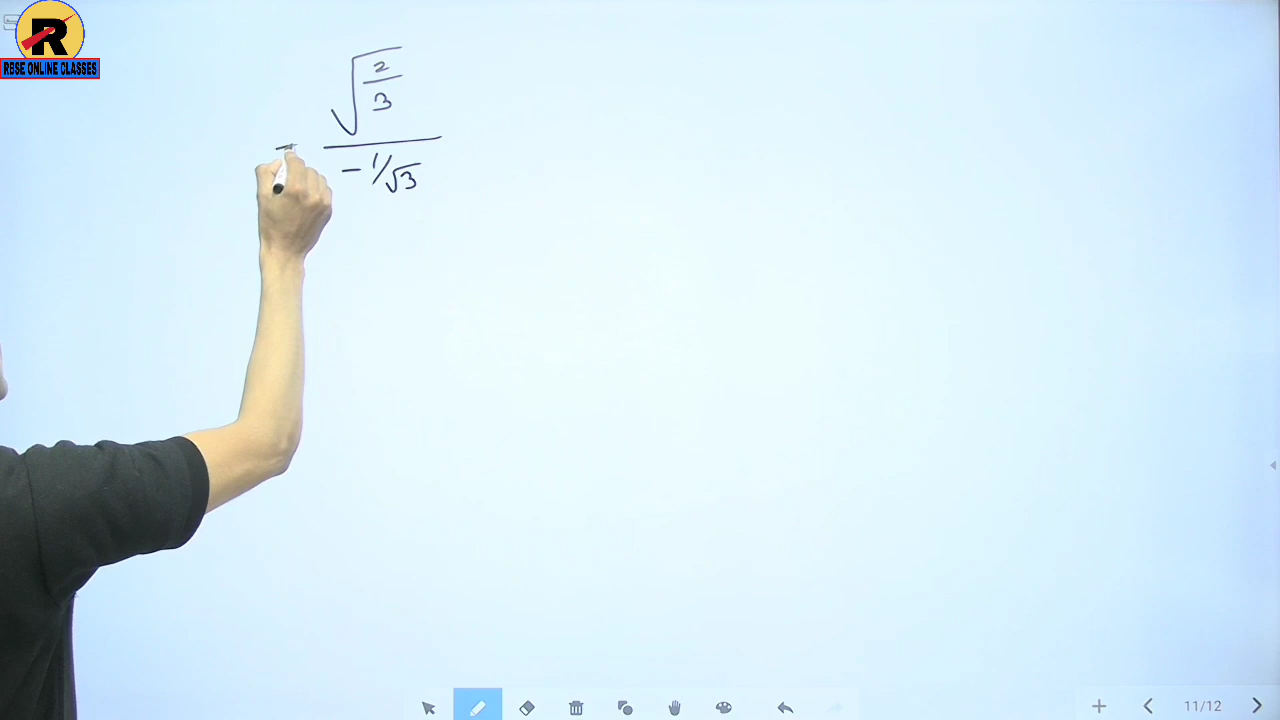 R
RBSE ONLINE CLASSES
√(2/3)
-
- 1/√3
11/12